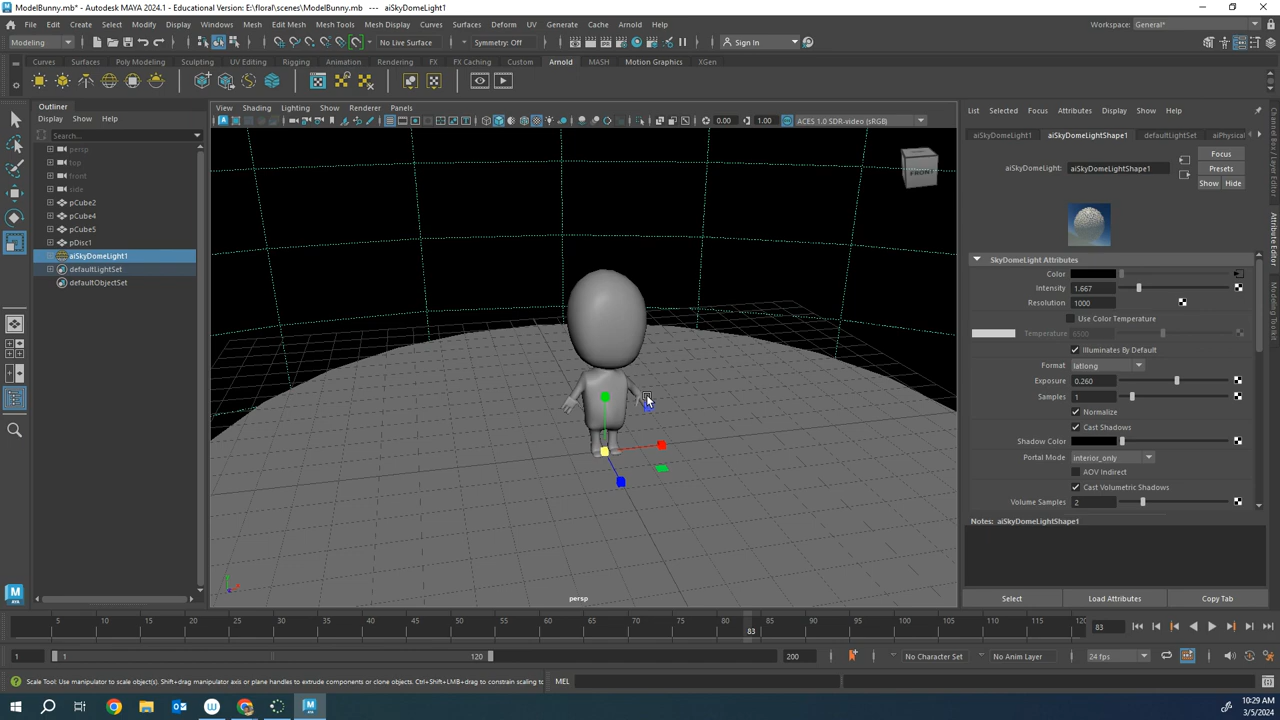 ModelBunny.mb* - Autodesk MAYA 2024.1 - Educational Version: E:\floral\scenes\ModelBunny.mb --- aiSkyDomeLight1
File Edit Create Select Modify Display Windows Mesh Edit Mesh Mesh Tools Mesh Display Curves Surfaces Deform UV Generate Cache Arnold Help
Workspace: General*
Modeling
No Live Surface
Symmetry: Off
Sign In
Curves Surfaces Poly Modeling Sculpting UV Editing Rigging Animation Rendering FX FX Caching Custom Arnold MASH Motion Graphics XGen
Outliner
Display Show Help
Search...
persp
top
front
side
pCube2
pCube4
pCube5
pDisc1
aiSkyDomeLight1
defaultLightSet
defaultObjectSet
View Shading Lighting Show Renderer Panels
0.00
1.00
ACES 1.0 SDR-video (sRGB)
FRONT
persp
List Selected Focus Attributes Display Show Help
aiSkyDomeLight1 aiSkyDomeLightShape1 defaultLightSet aiPhysical
aiSkyDomeLight: aiSkyDomeLightShape1
Focus
Presets
Show Hide
SkyDomeLight Attributes
Color
Intensity 1.667
Resolution 1000
Use Color Temperature
Temperature 6500
Illuminates By Default
Format latlong
Exposure 0.260
Samples 1
Normalize
Cast Shadows
Shadow Color
Portal Mode interior_only
AOV Indirect
Cast Volumetric Shadows
Volume Samples 2
Notes: aiSkyDomeLightShape1
Select Load Attributes Copy Tab
Channel Box / Layer Editor
Attribute Editor
Modeling Toolkit
5 10 15 20 25 30 35 40 45 50 55 60 65 70 75 80 83 85 90 95 100 105 110 115 120
83
1 1 120 200
No Character Set
No Anim Layer
24 fps
Scale Tool: Use manipulator to scale object(s). Shift+drag manipulator axis or plane handles to extrude components or clone objects. Ctrl+Shift+LMB+drag to constrain scaling to
MEL
10:29 AM
3/5/2024